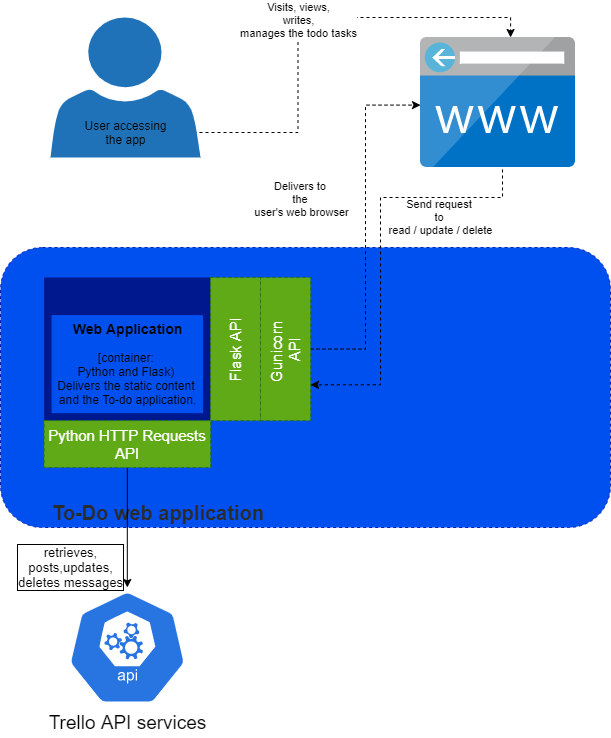 Visits, views,
writes,
manages the todo tasks
User accessing
the app
WWW
Delivers to
the
user's web browser
Send request
to
read / update / delete
Web Application
[container:
Python and Flask)
Delivers the static content
and the To-do application.
Flask API
Gunicorn
API
Python HTTP Requests
API
To-Do web application
retrieves,
posts,updates,
deletes messages
api
Trello API services